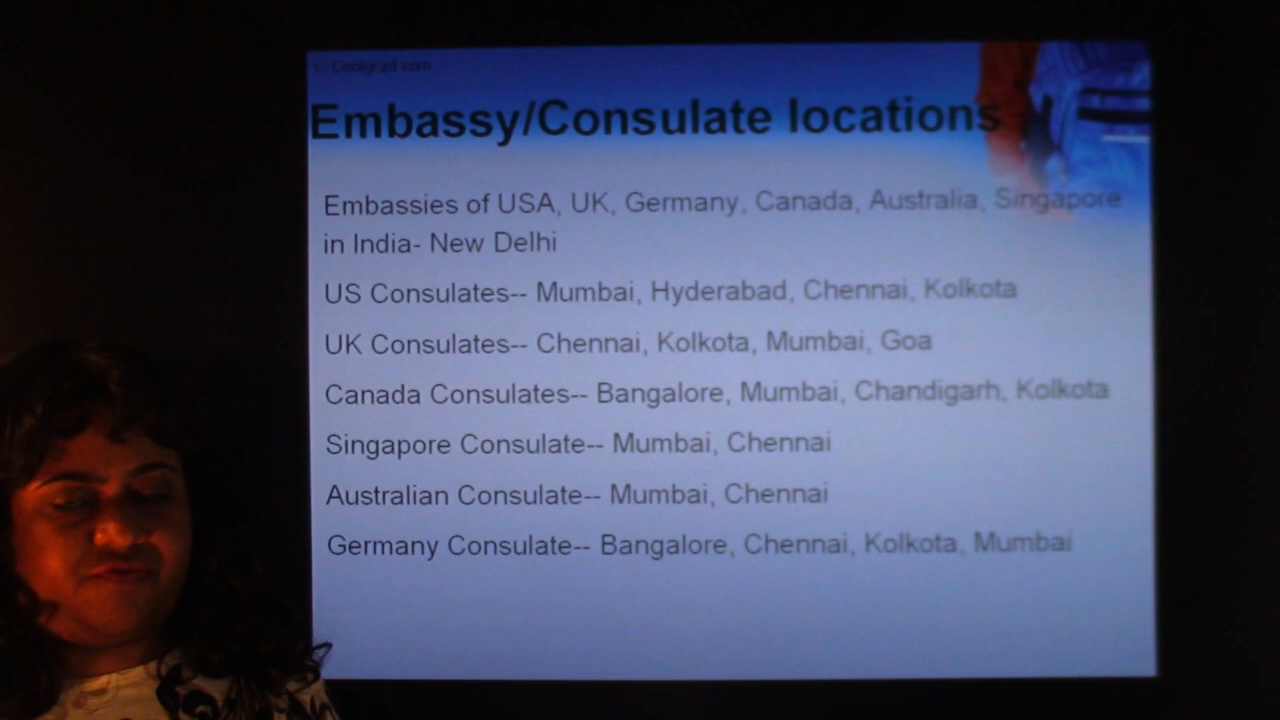 © Coolgrad.com
Embassy/Consulate locations
Embassies of USA, UK, Germany, Canada, Australia, Singapore
in India- New Delhi
US Consulates-- Mumbai, Hyderabad, Chennai, Kolkota
UK Consulates-- Chennai, Kolkota, Mumbai, Goa
Canada Consulates-- Bangalore, Mumbai, Chandigarh, Kolkota
Singapore Consulate-- Mumbai, Chennai
Australian Consulate-- Mumbai, Chennai
Germany Consulate-- Bangalore, Chennai, Kolkota, Mumbai